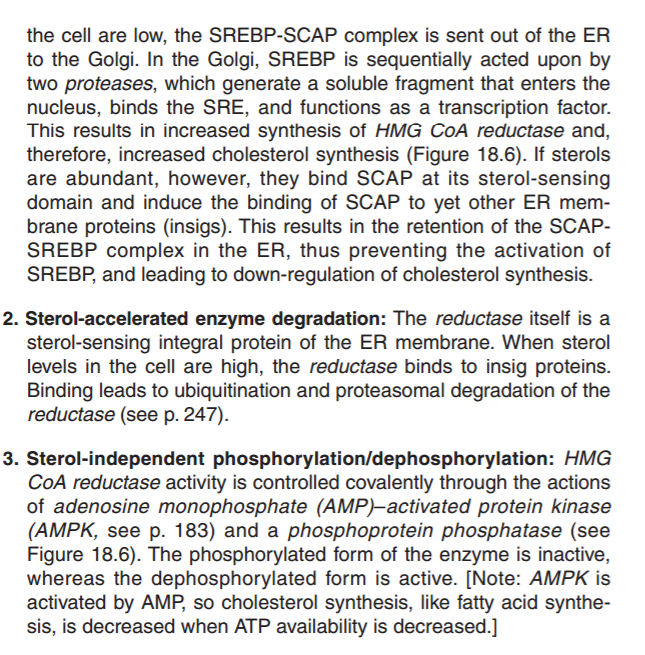 the cell are low, the SREBP-SCAP complex is sent out of the ER
to the Golgi. In the Golgi, SREBP is sequentially acted upon by
two proteases, which generate a soluble fragment that enters the
nucleus, binds the SRE, and functions as a transcription factor.
This results in increased synthesis of HMG CoA reductase and,
therefore, increased cholesterol synthesis (Figure 18.6). If sterols
are abundant, however, they bind SCAP at its sterol-sensing
domain and induce the binding of SCAP to yet other ER mem-
brane proteins (insigs). This results in the retention of the SCAP-
SREBP complex in the ER, thus preventing the activation of
SREBP, and leading to down-regulation of cholesterol synthesis.
2. Sterol-accelerated enzyme degradation: The reductase itself is a
sterol-sensing integral protein of the ER membrane. When sterol
levels in the cell are high, the reductase binds to insig proteins.
Binding leads to ubiquitination and proteasomal degradation of the
reductase (see p. 247).
3. Sterol-independent phosphorylation/dephosphorylation: HMG
CoA reductase activity is controlled covalently through the actions
of adenosine monophosphate (AMP)–activated protein kinase
(AMPK, see p. 183) and a phosphoprotein phosphatase (see
Figure 18.6). The phosphorylated form of the enzyme is inactive,
whereas the dephosphorylated form is active. [Note: AMPK is
activated by AMP, so cholesterol synthesis, like fatty acid synthe-
sis, is decreased when ATP availability is decreased.]